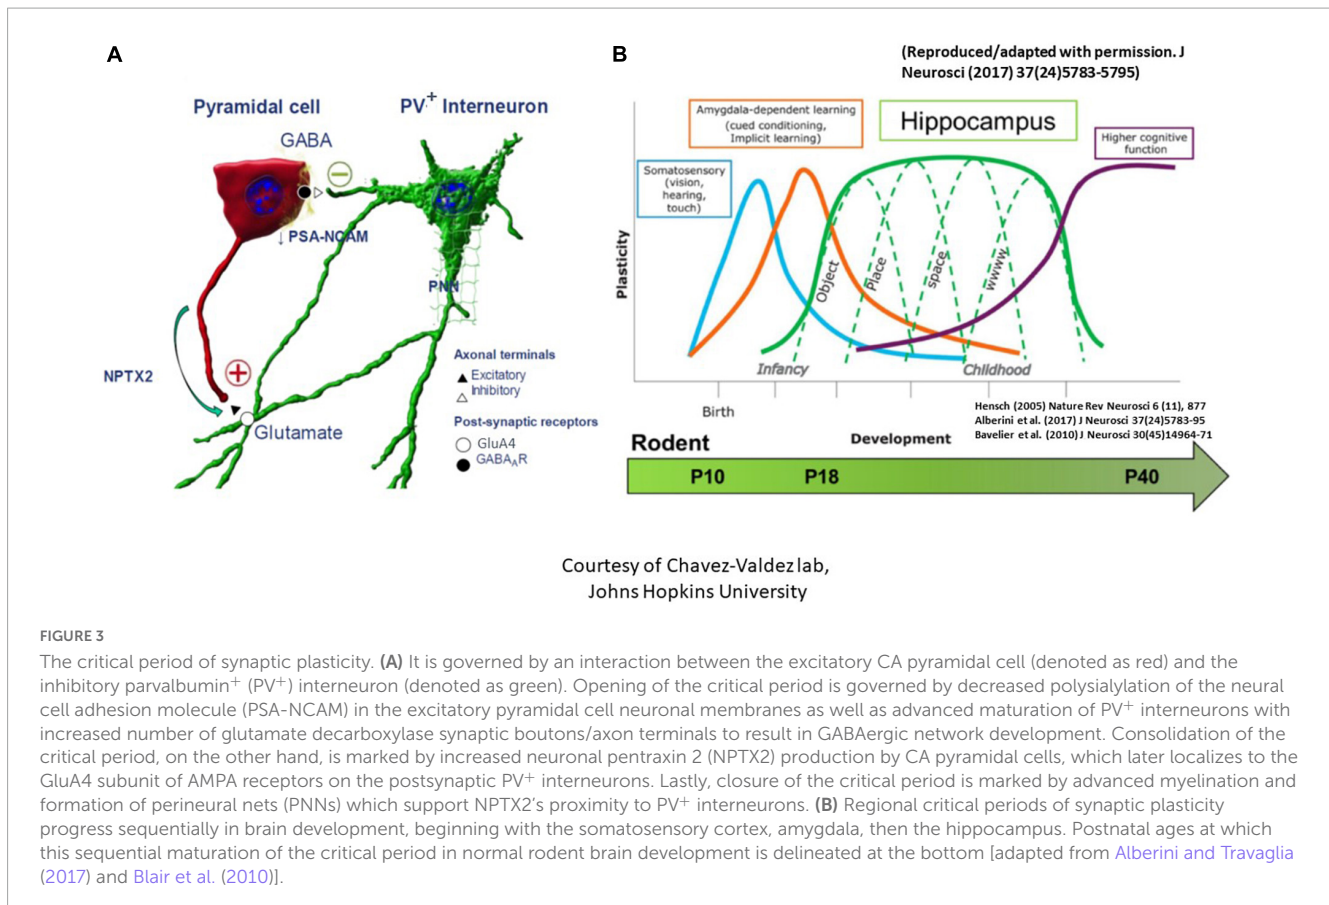 A
Pyramidal cell
PV+ Interneuron
GABA
↓ PSA-NCAM
PNN
NPTX2
Glutamate
Axonal terminals
Excitatory
Inhibitory
Post-synaptic receptors
GluA4
GABAAR
B
(Reproduced/adapted with permission. J
Neurosci (2017) 37(24)5783-5795)
Amygdala-dependent learning
(cued conditioning,
Implicit learning)
Hippocampus
Higher cognitive
function
Somatosensory
(vision,
hearing,
touch)
Plasticity
Object
Place
space
wwww
Infancy
Childhood
Birth
Hensch (2005) Nature Rev Neurosci 6 (11), 877
Alberini et al. (2017) J Neurosci 37(24)5783-95
Bavelier et al. (2010) J Neurosci 30(45)14964-71
Rodent
Development
P10
P18
P40
Courtesy of Chavez-Valdez lab,
Johns Hopkins University
FIGURE 3
The critical period of synaptic plasticity. (A) It is governed by an interaction between the excitatory CA pyramidal cell (denoted as red) and the
inhibitory parvalbumin+ (PV+) interneuron (denoted as green). Opening of the critical period is governed by decreased polysialylation of the neural
cell adhesion molecule (PSA-NCAM) in the excitatory pyramidal cell neuronal membranes as well as advanced maturation of PV+ interneurons with
increased number of glutamate decarboxylase synaptic boutons/axon terminals to result in GABAergic network development. Consolidation of the
critical period, on the other hand, is marked by increased neuronal pentraxin 2 (NPTX2) production by CA pyramidal cells, which later localizes to the
GluA4 subunit of AMPA receptors on the postsynaptic PV+ interneurons. Lastly, closure of the critical period is marked by advanced myelination and
formation of perineural nets (PNNs) which support NPTX2's proximity to PV+ interneurons. (B) Regional critical periods of synaptic plasticity
progress sequentially in brain development, beginning with the somatosensory cortex, amygdala, then the hippocampus. Postnatal ages at which
this sequential maturation of the critical period in normal rodent brain development is delineated at the bottom [adapted from Alberini and Travaglia
(2017) and Blair et al. (2010)].